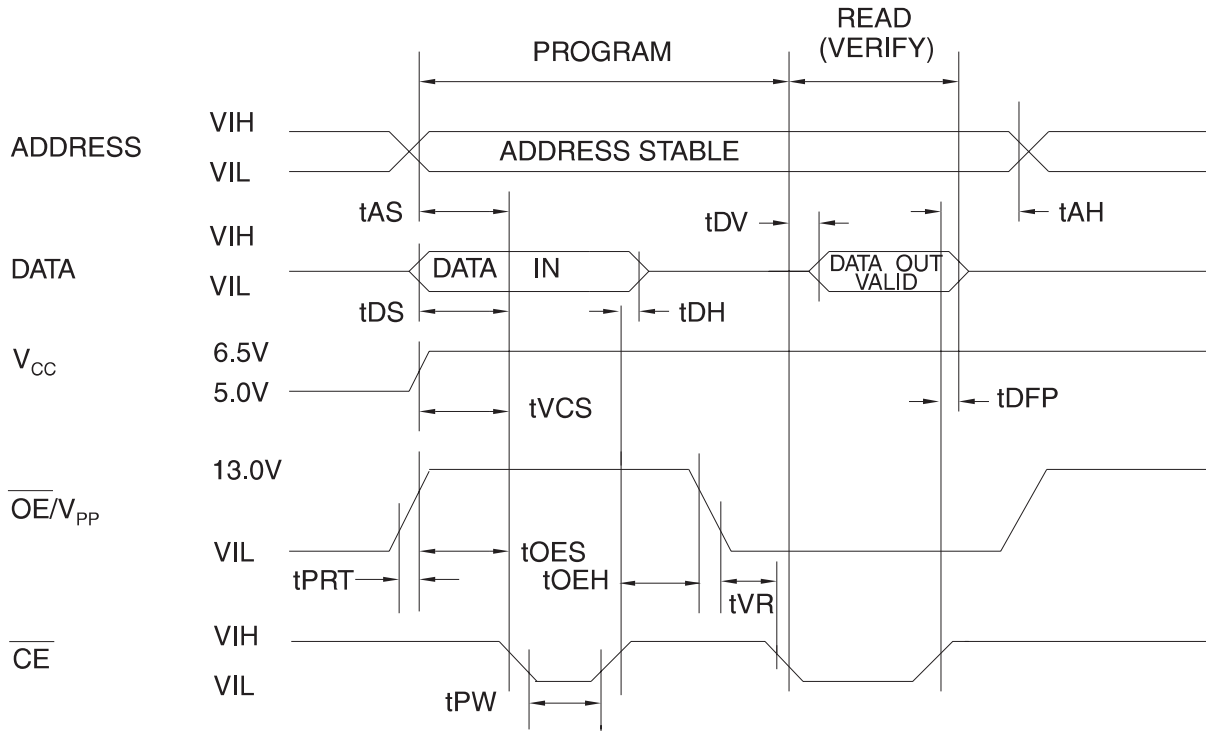 READ
(VERIFY)
PROGRAM
ADDRESS
VIH
VIL
ADDRESS STABLE
tAS
tDV
tAH
DATA
VIH
VIL
DATA IN
DATA OUT
VALID
tDS
tDH
VCC
6.5V
5.0V
tVCS
tDFP
OE/VPP
13.0V
VIL
tPRT
tOES
tOEH
tVR
CE
VIH
VIL
tPW